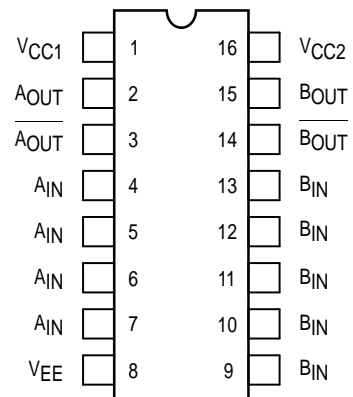 VCC1 1 16 VCC2
AOUT 2 15 BOUT
AOUT 3 14 BOUT
AIN 4 13 BIN
AIN 5 12 BIN
AIN 6 11 BIN
AIN 7 10 BIN
VEE 8 9 BIN